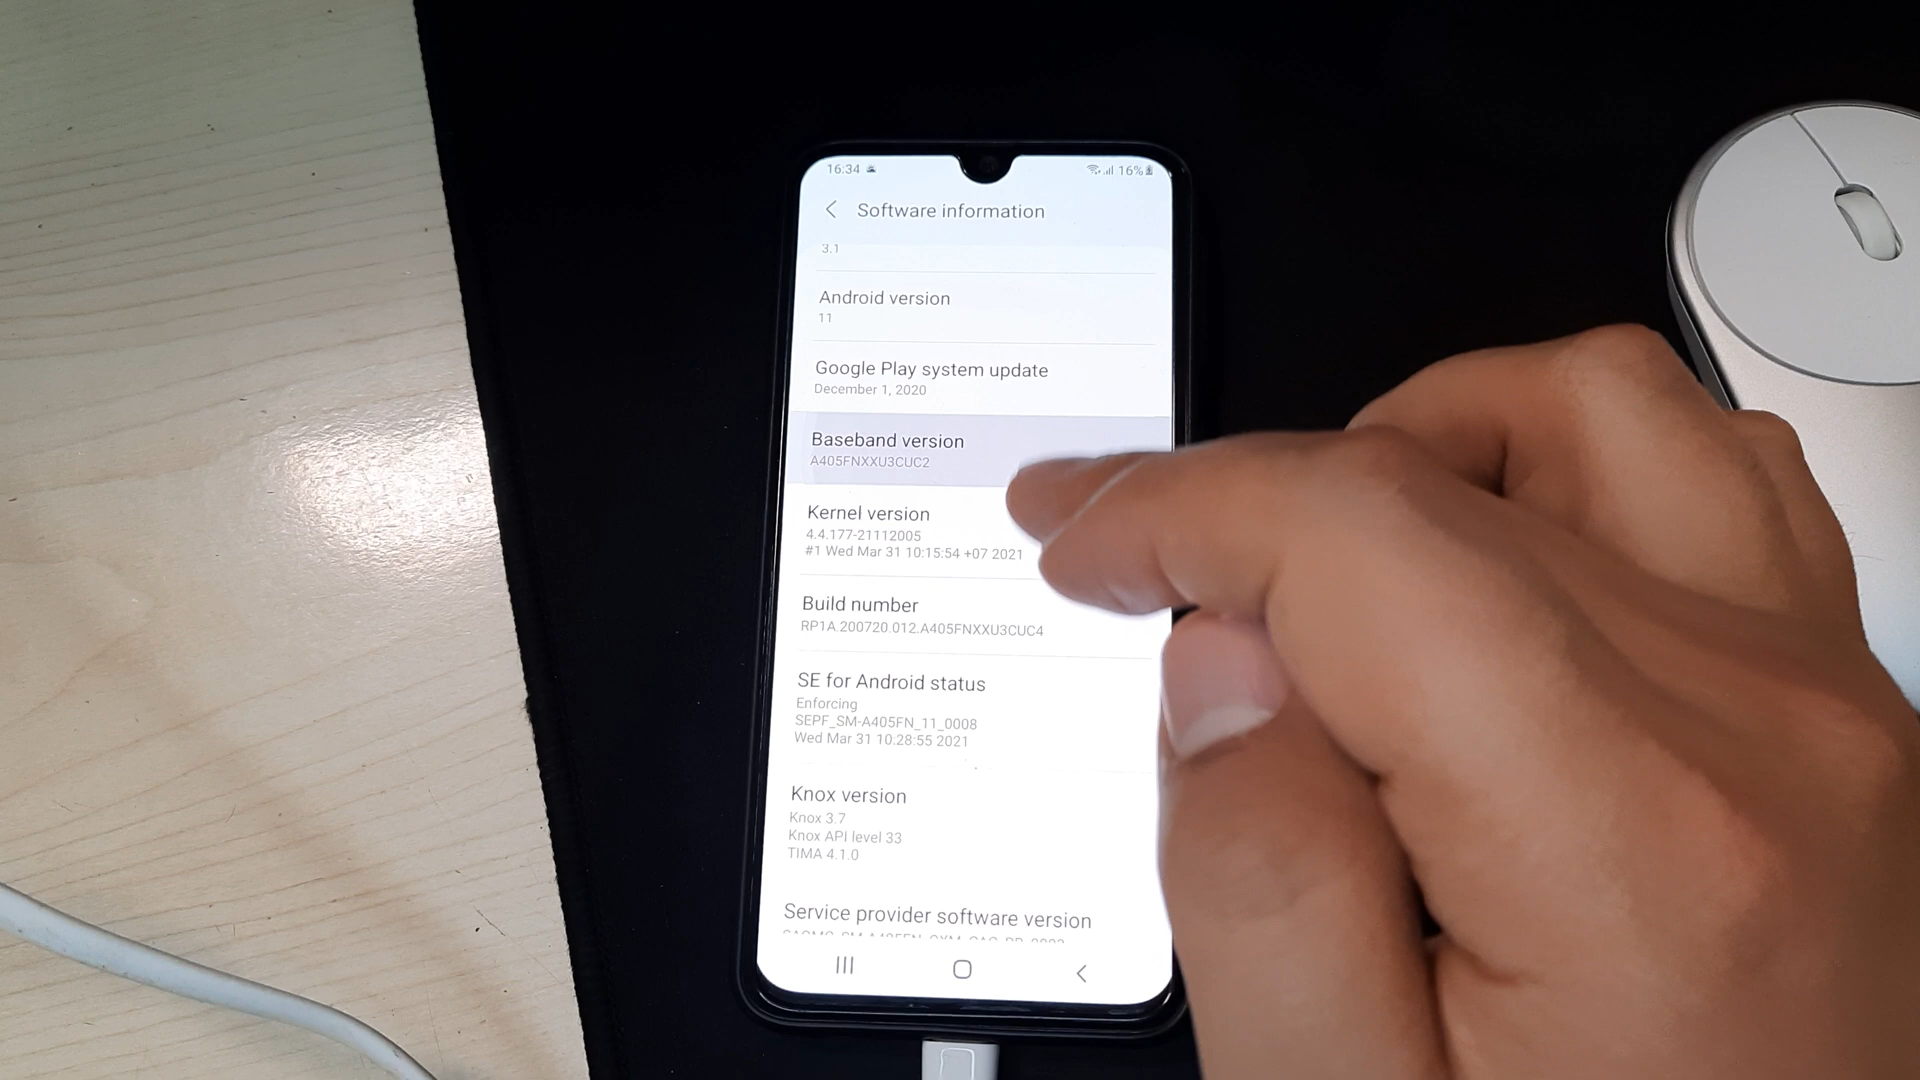 16:34 16%
Software information
3.1
Android version
11
Google Play system update
December 1, 2020
Baseband version
A405FNXXU3CUC2
Kernel version
4.4.177-21112005
#1 Wed Mar 31 10:15:54 +07 2021
Build number
RP1A.200720.012.A405FNXXU3CUC4
SE for Android status
Enforcing
SEPF_SM-A405FN_11_0008
Wed Mar 31 10:28:55 2021
Knox version
Knox 3.7
Knox API level 33
TIMA 4.1.0
Service provider software version